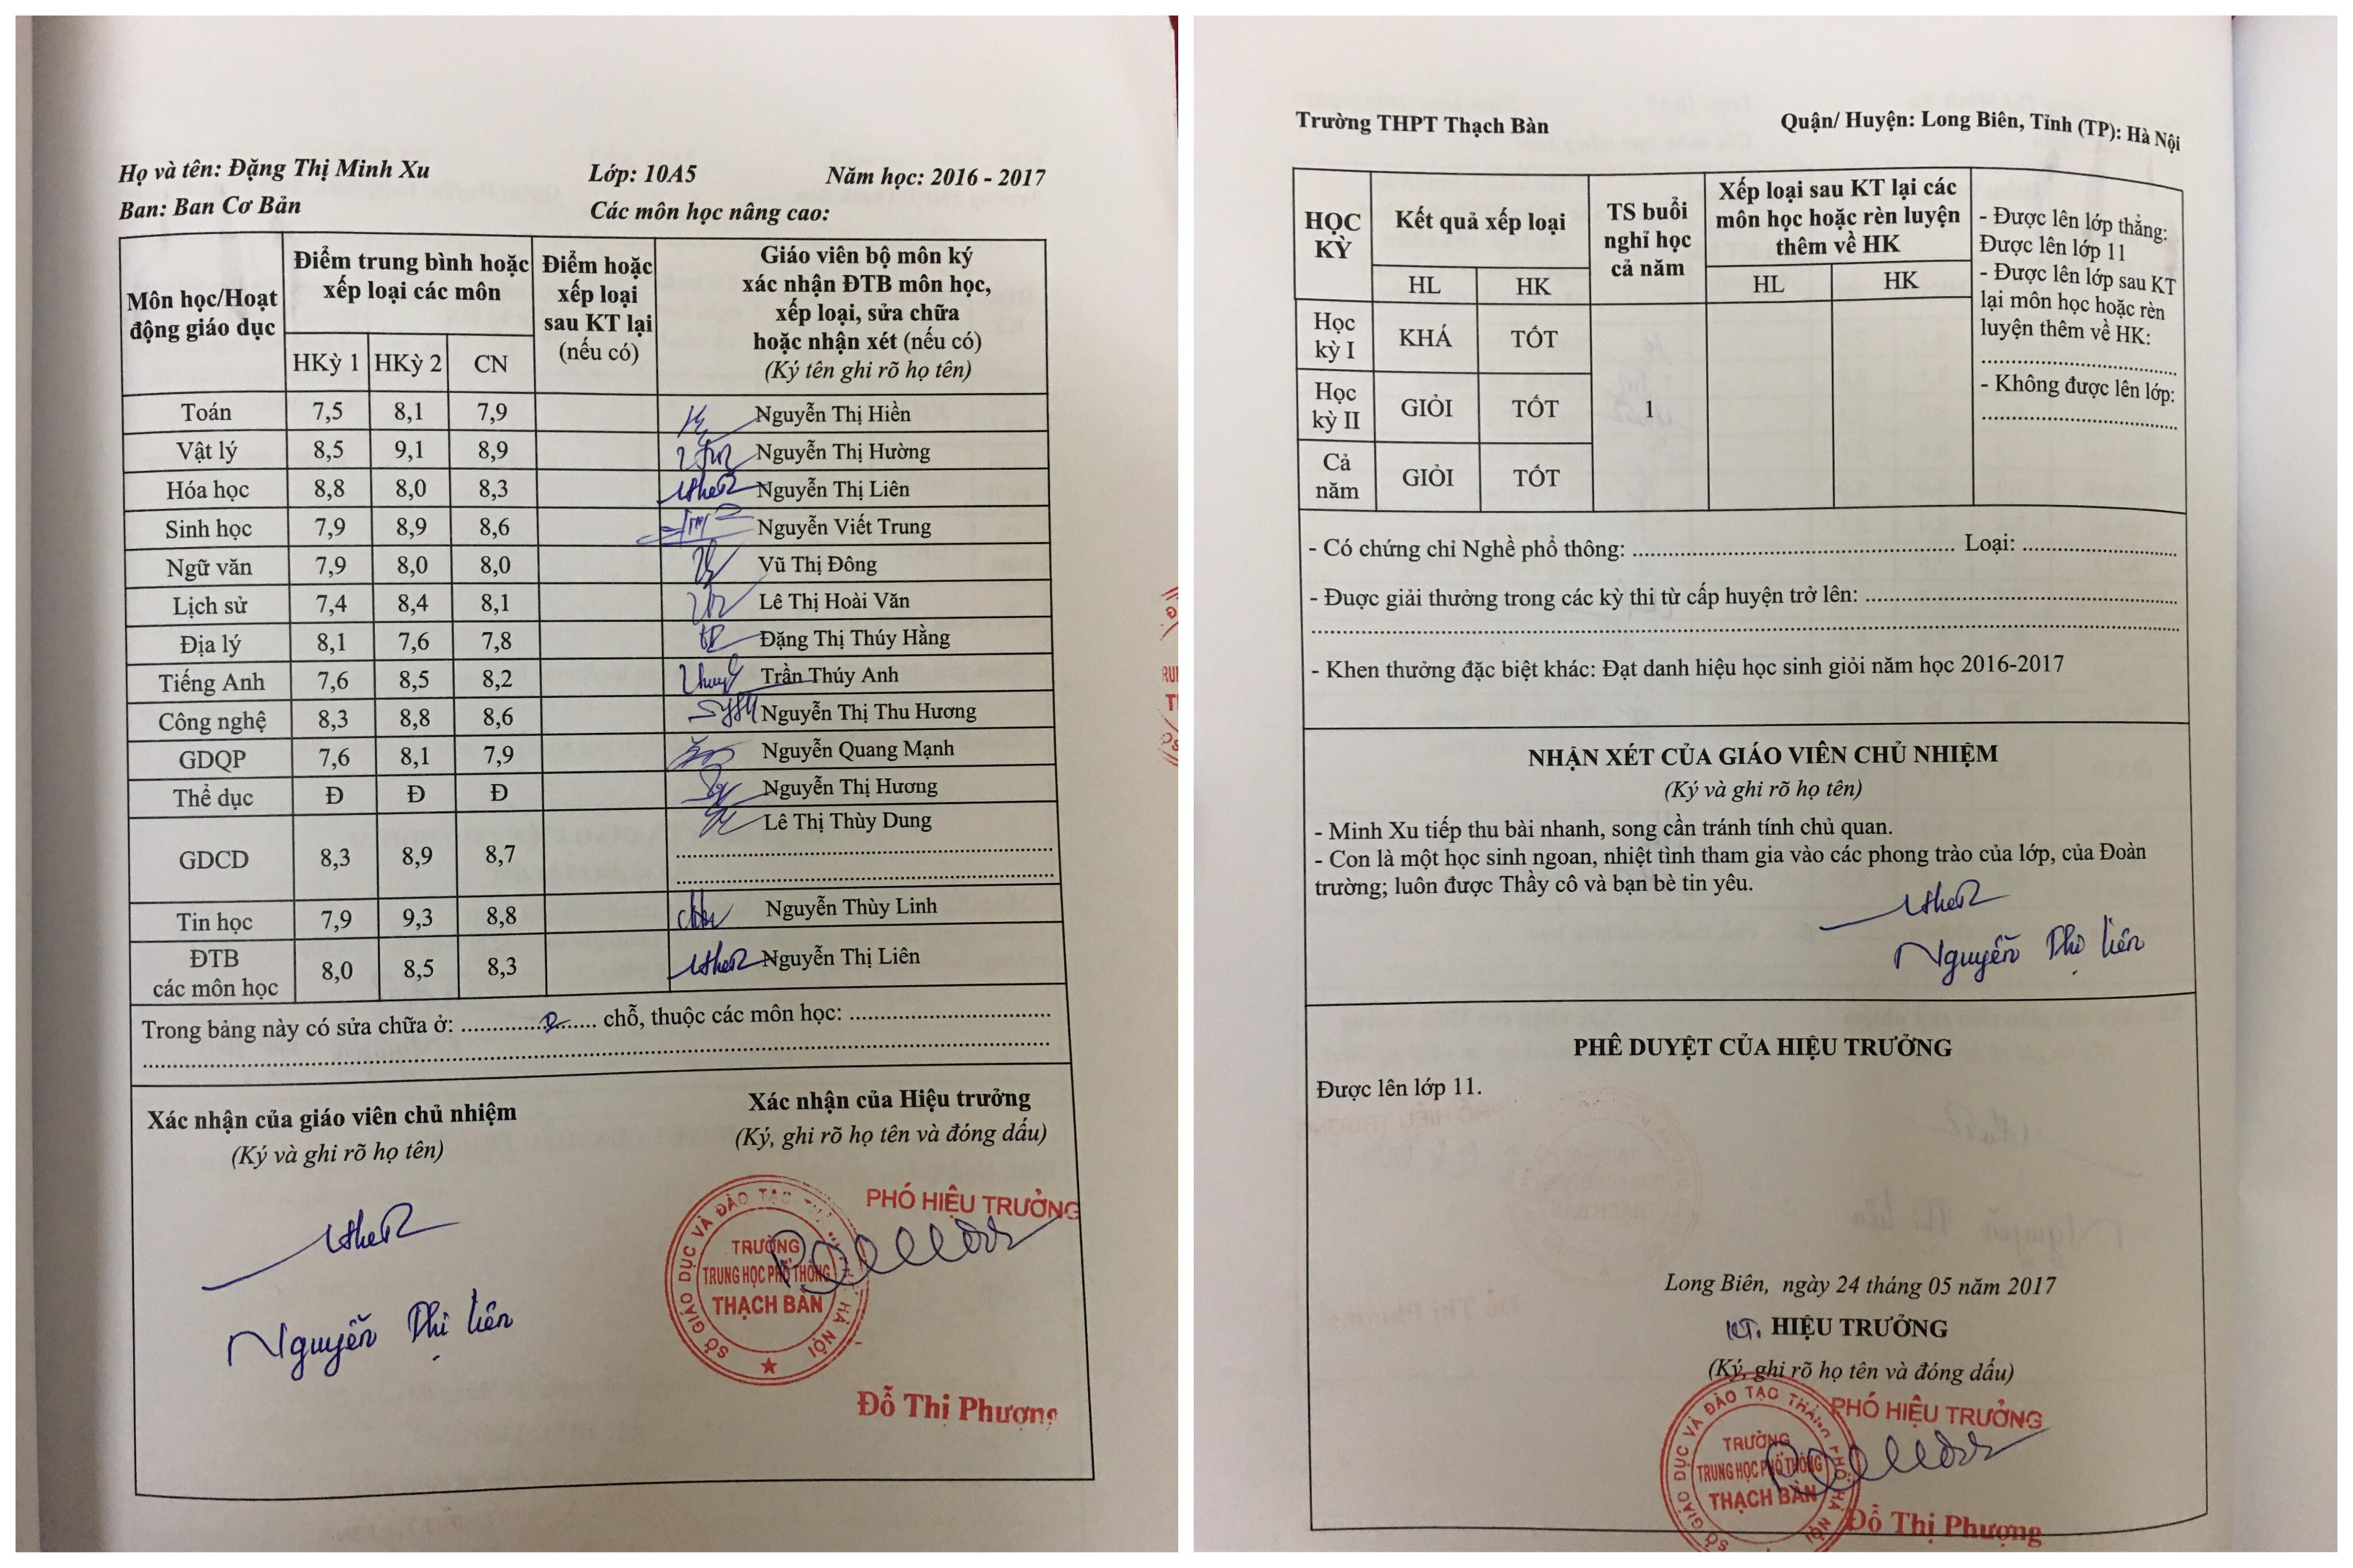 Họ và tên: Đặng Thị Minh Xu Lớp: 10A5 Năm học: 2016 - 2017
Ban: Ban Cơ Bản Các môn học nâng cao:
Môn học/Hoạt động giáo dục
Điểm trung bình hoặc xếp loại các môn
HKỳ 1 HKỳ 2 CN
Điểm hoặc xếp loại sau KT lại (nếu có)
Giáo viên bộ môn ký
xác nhận ĐTB môn học,
xếp loại, sửa chữa
hoặc nhận xét (nếu có)
(Ký tên ghi rõ họ tên)
Toán 7,5 8,1 7,9 Nguyễn Thị Hiền
Vật lý 8,5 9,1 8,9 Nguyễn Thị Hường
Hóa học 8,8 8,0 8,3 Nguyễn Thị Liên
Sinh học 7,9 8,9 8,6 Nguyễn Viết Trung
Ngữ văn 7,9 8,0 8,0 Vũ Thị Đông
Lịch sử 7,4 8,4 8,1 Lê Thị Hoài Văn
Địa lý 8,1 7,6 7,8 Đặng Thị Thúy Hằng
Tiếng Anh 7,6 8,5 8,2 Trần Thúy Anh
Công nghệ 8,3 8,8 8,6 Nguyễn Thị Thu Hương
GDQP 7,6 8,1 7,9 Nguyễn Quang Mạnh
Thể dục Đ Đ Đ Nguyễn Thị Hương
GDCD 8,3 8,9 8,7 Lê Thị Thùy Dung
Tin học 7,9 9,3 8,8 Nguyễn Thùy Linh
ĐTB các môn học 8,0 8,5 8,3 Nguyễn Thị Liên
Trong bảng này có sửa chữa ở: ........ chỗ, thuộc các môn học: ........
Xác nhận của giáo viên chủ nhiệm
(Ký và ghi rõ họ tên)
Nguyễn Thị Liên
Xác nhận của Hiệu trưởng
(Ký, ghi rõ họ tên và đóng dấu)
PHÓ HIỆU TRƯỞNG
SỞ GIÁO DỤC VÀ ĐÀO TẠO
HÀ NỘI
TRƯỜNG
TRUNG HỌC PHỔ THÔNG
THẠCH BÀN
Đỗ Thị Phượng
Trường THPT Thạch Bàn Quận/ Huyện: Long Biên, Tỉnh (TP): Hà Nội
HỌC KỲ
Kết quả xếp loại
HL HK
TS buổi nghỉ học cả năm
Xếp loại sau KT lại các môn học hoặc rèn luyện thêm về HK
HL HK
Học kỳ I KHÁ TỐT
Học kỳ II GIỎI TỐT 1
Cả năm GIỎI TỐT
- Được lên lớp thẳng:
Được lên lớp 11
- Được lên lớp sau KT
lại môn học hoặc rèn
luyện thêm về HK:
........
- Không được lên lớp:
........
- Có chứng chỉ Nghề phổ thông: ........ Loại: ........
- Đuợc giải thưởng trong các kỳ thi từ cấp huyện trở lên: ........
- Khen thưởng đặc biệt khác: Đạt danh hiệu học sinh giỏi năm học 2016-2017
NHẬN XÉT CỦA GIÁO VIÊN CHỦ NHIỆM
(Ký và ghi rõ họ tên)
- Minh Xu tiếp thu bài nhanh, song cần tránh tính chủ quan.
- Con là một học sinh ngoan, nhiệt tình tham gia vào các phong trào của lớp, của Đoàn
trường; luôn được Thầy cô và bạn bè tin yêu.
Nguyễn Thị Liên
PHÊ DUYỆT CỦA HIỆU TRƯỞNG
Được lên lớp 11.
Long Biên, ngày 24 tháng 05 năm 2017
KT. HIỆU TRƯỞNG
(Ký, ghi rõ họ tên và đóng dấu)
PHÓ HIỆU TRƯỞNG
SỞ GIÁO DỤC VÀ ĐÀO TẠO THÀNH PHỐ HÀ NỘI
TRƯỜNG
TRUNG HỌC PHỔ THÔNG
THẠCH BÀN
Đỗ Thị Phượng